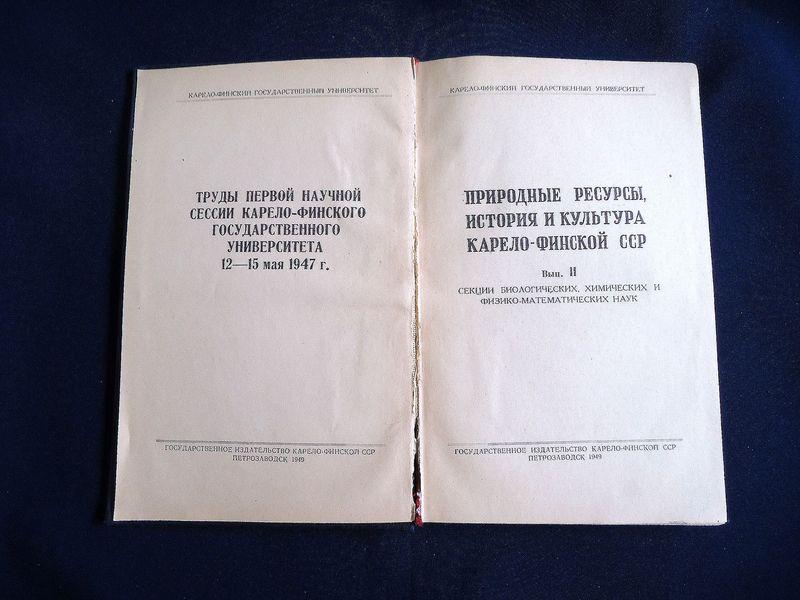 КАРЕЛО-ФИНСКИЙ ГОСУДАРСТВЕННЫЙ УНИВЕРСИТЕТ
ТРУДЫ ПЕРВОЙ НАУЧНОЙ
СЕССИИ КАРЕЛО-ФИНСКОГО
ГОСУДАРСТВЕННОГО
УНИВЕРСИТЕТА
12—15 мая 1947 г.
ГОСУДАРСТВЕННОЕ ИЗДАТЕЛЬСТВО КАРЕЛО-ФИНСКОЙ ССР
ПЕТРОЗАВОДСК 1949
КАРЕЛО-ФИНСКИЙ ГОСУДАРСТВЕННЫЙ УНИВЕРСИТЕТ
ПРИРОДНЫЕ РЕСУРСЫ,
ИСТОРИЯ И КУЛЬТУРА
КАРЕЛО-ФИНСКОЙ ССР
Вып. II
СЕКЦИИ БИОЛОГИЧЕСКИХ, ХИМИЧЕСКИХ И
ФИЗИКО-МАТЕМАТИЧЕСКИХ НАУК
ГОСУДАРСТВЕННОЕ ИЗДАТЕЛЬСТВО КАРЕЛО-ФИНСКОЙ ССР
ПЕТРОЗАВОДСК 1949